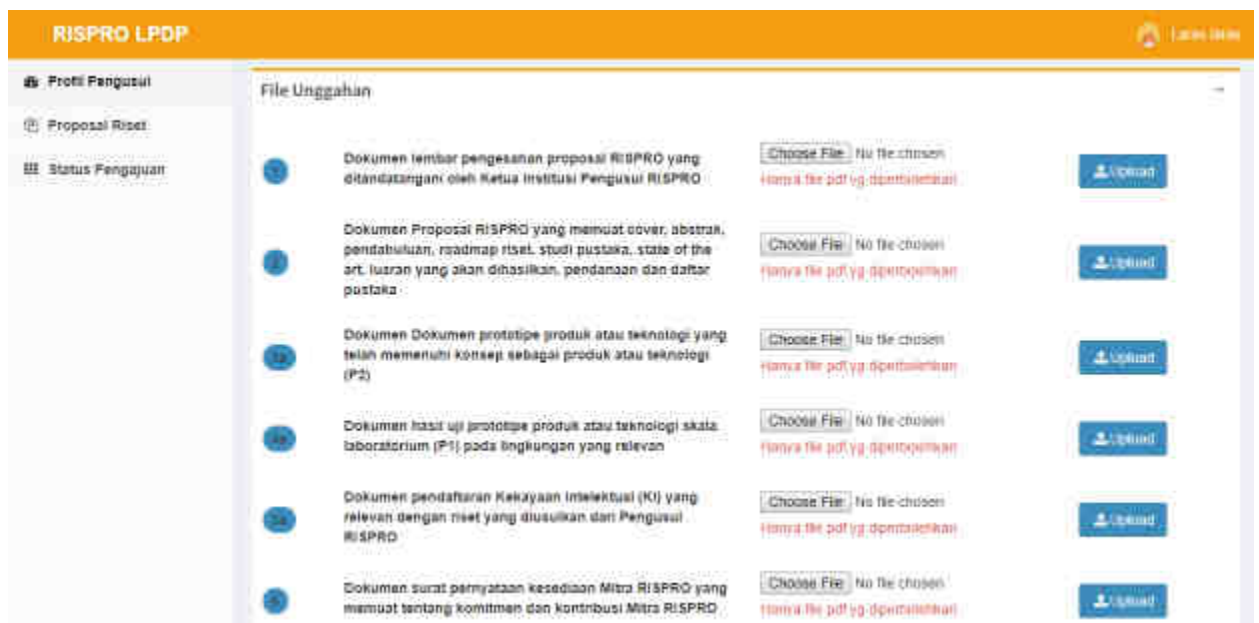 RISPRO LPDP
Profil Pengusul
File Unggahan
Proposal Riset
Status Pengajuan
Dokumen lembar pengesahan proposal RISPRO yang
ditandatangani oleh Ketua Institusi Pengusul RISPRO
Choose File No file chosen
Hanya file pdf yg diperbolehkan
Upload
Dokumen Proposal RISPRO yang memuat cover, abstrak,
pendahuluan, roadmap riset, studi pustaka, state of the
art, luaran yang akan dihasilkan, pendanaan dan daftar
pustaka
Choose File No file chosen
Hanya file pdf yg diperbolehkan
Upload
Dokumen Dokumen prototipe produk atau teknologi yang
telah memenuhi konsep sebagai produk atau teknologi
(P2)
Choose File No file chosen
Hanya file pdf yg diperbolehkan
Upload
Dokumen hasil uji prototipe produk atau teknologi skala
laboratorium (P1) pada lingkungan yang relevan
Choose File No file chosen
Hanya file pdf yg diperbolehkan
Upload
Dokumen pendaftaran Kekayaan Intelektual (KI) yang
relevan dengan riset yang diusulkan dari Pengusul
RISPRO
Choose File No file chosen
Hanya file pdf yg diperbolehkan
Upload
Dokumen surat pernyataan kesediaan Mitra RISPRO yang
memuat tentang komitmen dan kontribusi Mitra RISPRO
Choose File No file chosen
Hanya file pdf yg diperbolehkan
Upload